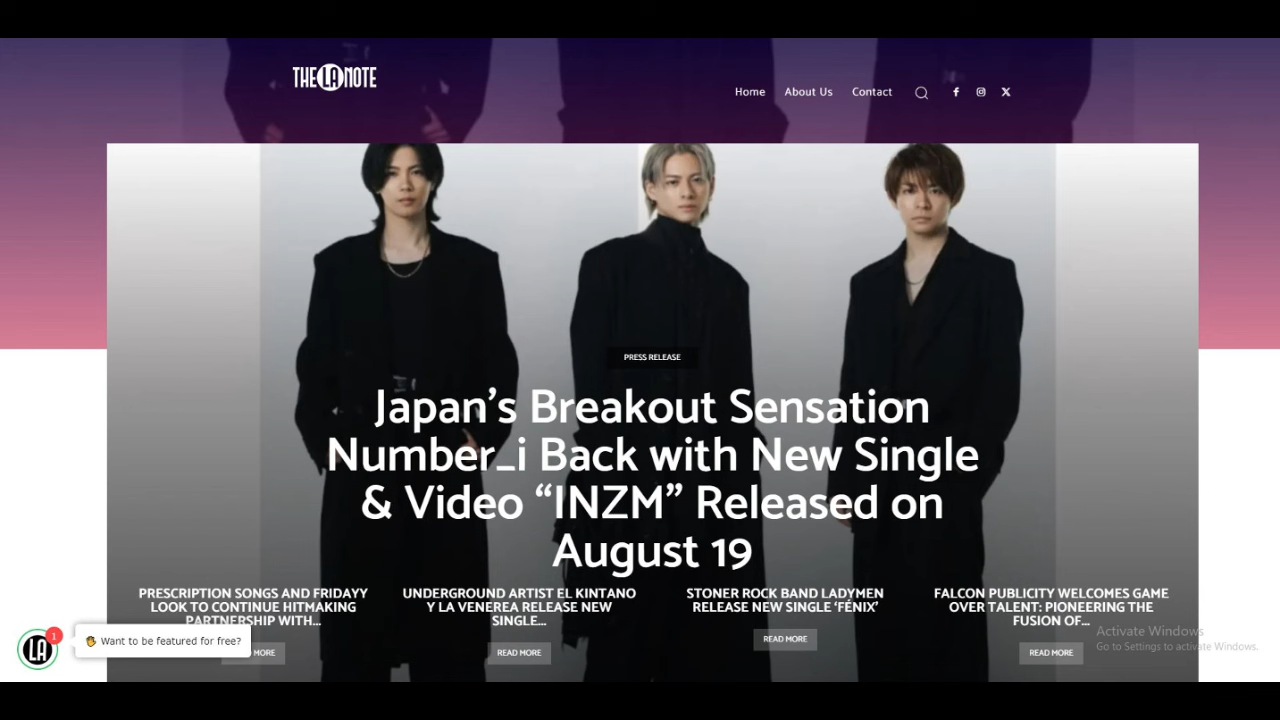 THE LA NOTE
Home About Us Contact
PRESS RELEASE
Japan's Breakout Sensation
Number_i Back with New Single
& Video “INZM” Released on
August 19
PRESCRIPTION SONGS AND FRIDAYY
LOOK TO CONTINUE HITMAKING
PARTNERSHIP WITH...
MORE
UNDERGROUND ARTIST EL KINTANO
Y LA VENEREA RELEASE NEW
SINGLE...
READ MORE
STONER ROCK BAND LADYMEN
RELEASE NEW SINGLE ‘FÉNIX’
READ MORE
FALCON PUBLICITY WELCOMES GAME
OVER TALENT: PIONEERING THE
FUSION OF...
READ MORE
LA
1
Want to be featured for free?
Activate Windows
Go to Settings to activate Windows.